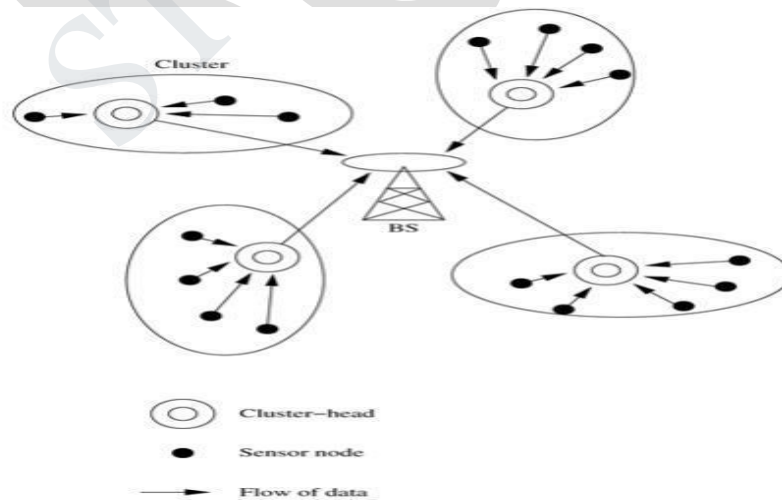 Cluster
BS
Cluster-head
Sensor node
Flow of data